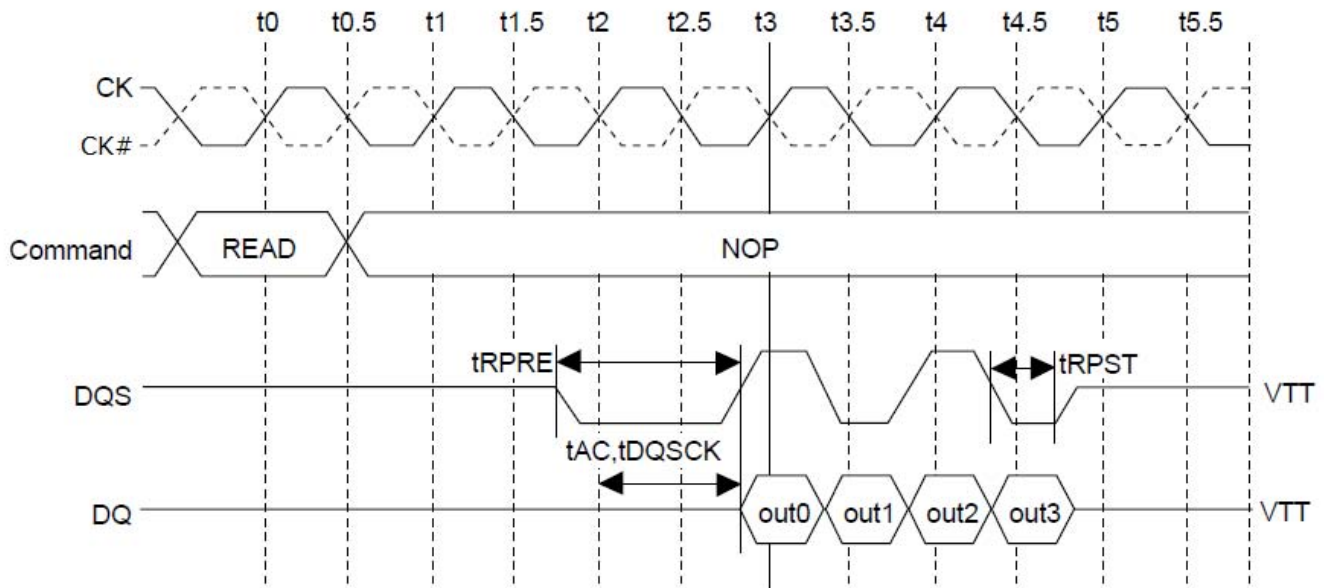 t0 t0.5 t1 t1.5 t2 t2.5 t3 t3.5 t4 t4.5 t5 t5.5
CK
CK#
Command READ NOP
tRPRE tRPST
DQS VTT
tAC,tDQSCK
DQ out0 out1 out2 out3 VTT